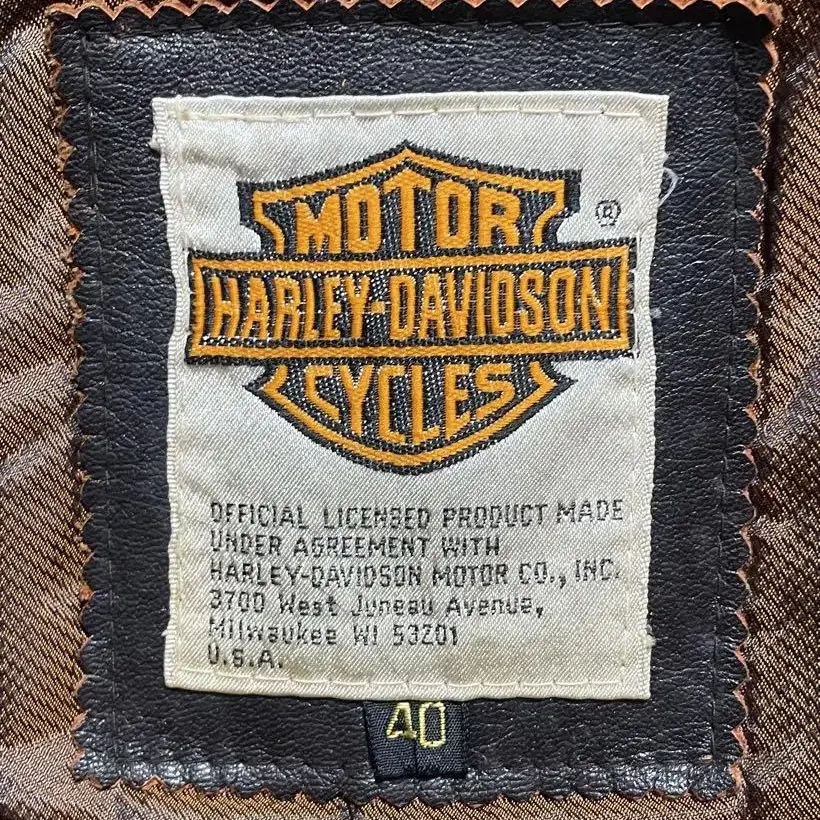 MOTOR
®
HARLEY-DAVIDSON
CYCLES
OFFICIAL LICENSED PRODUCT MADE
UNDER AGREEMENT WITH
HARLEY-DAVIDSON MOTOR CO., INC.
3700 West Juneau Avenue,
Milwaukee WI 53201
U.S.A.
40